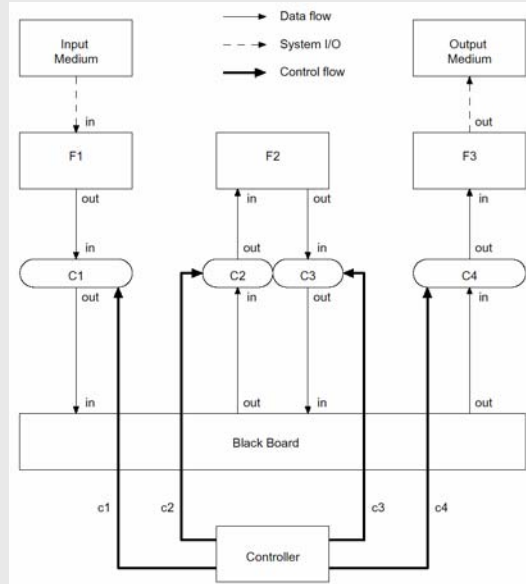 Input
Medium
Data flow
System I/O
Control flow
Output
Medium
in
out
F1
F2
F3
out
in
out
in
in
out
in
out
C1
C2
C3
C4
out
in
out
in
in
out
in
out
Black Board
c1
c2
c3
c4
Controller